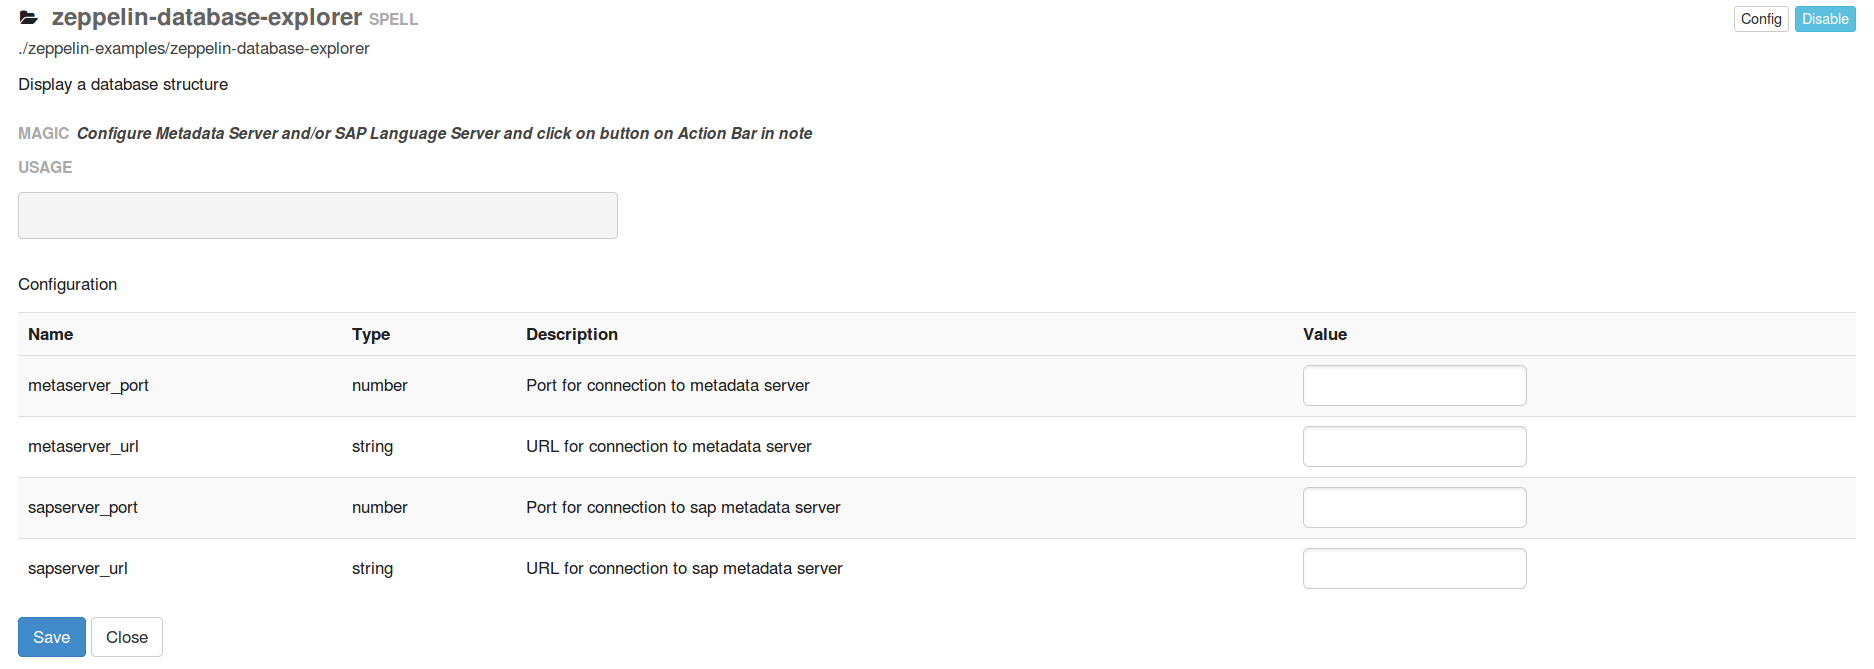 zeppelin-database-explorer SPELL Config Disable
./zeppelin-examples/zeppelin-database-explorer
Display a database structure
MAGIC Configure Metadata Server and/or SAP Language Server and click on button on Action Bar in note
USAGE
Configuration
Name Type Description Value
metaserver_port number Port for connection to metadata server
metaserver_url string URL for connection to metadata server
sapserver_port number Port for connection to sap metadata server
sapserver_url string URL for connection to sap metadata server
Save Close